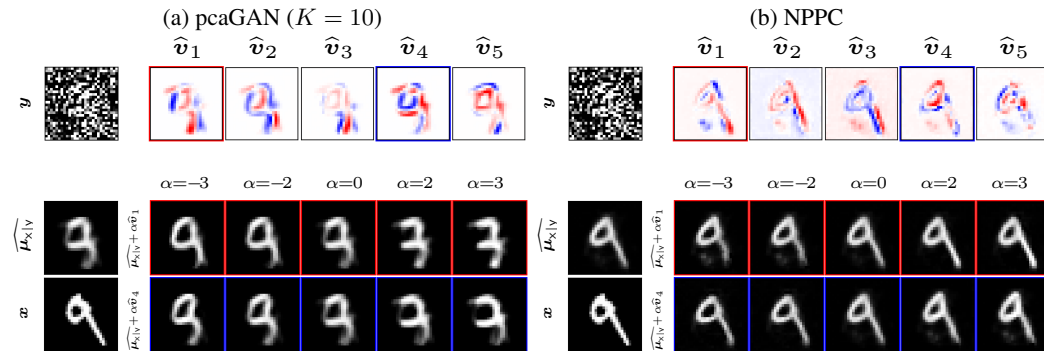 (a) pcaGAN (K = 10)
v̂₁ v̂₂ v̂₃ v̂₄ v̂₅
y
α=−3 α=−2 α=0 α=2 α=3
μ̂ₓ|ᵧ
μ̂ₓ|ᵧ + αv̂₁
x
μ̂ₓ|ᵧ + αv̂₄
(b) NPPC
v̂₁ v̂₂ v̂₃ v̂₄ v̂₅
y
α=−3 α=−2 α=0 α=2 α=3
μ̂ₓ|ᵧ
μ̂ₓ|ᵧ + αv̂₁
x
μ̂ₓ|ᵧ + αv̂₄